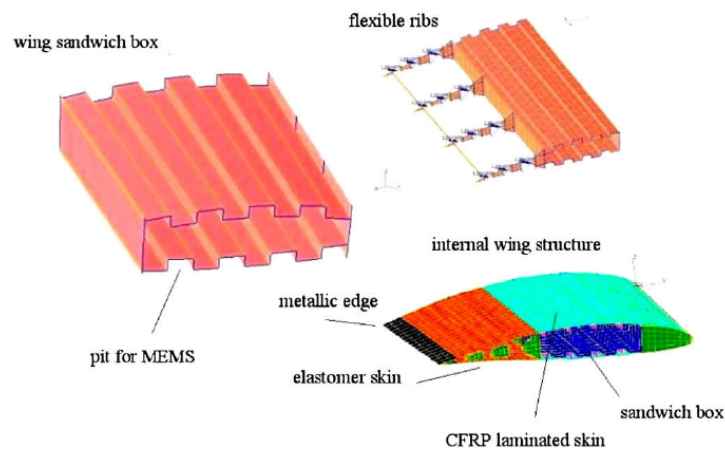 flexible ribs
wing sandwich box
internal wing structure
metallic edge
pit for MEMS
elastomer skin
sandwich box
CFRP laminated skin